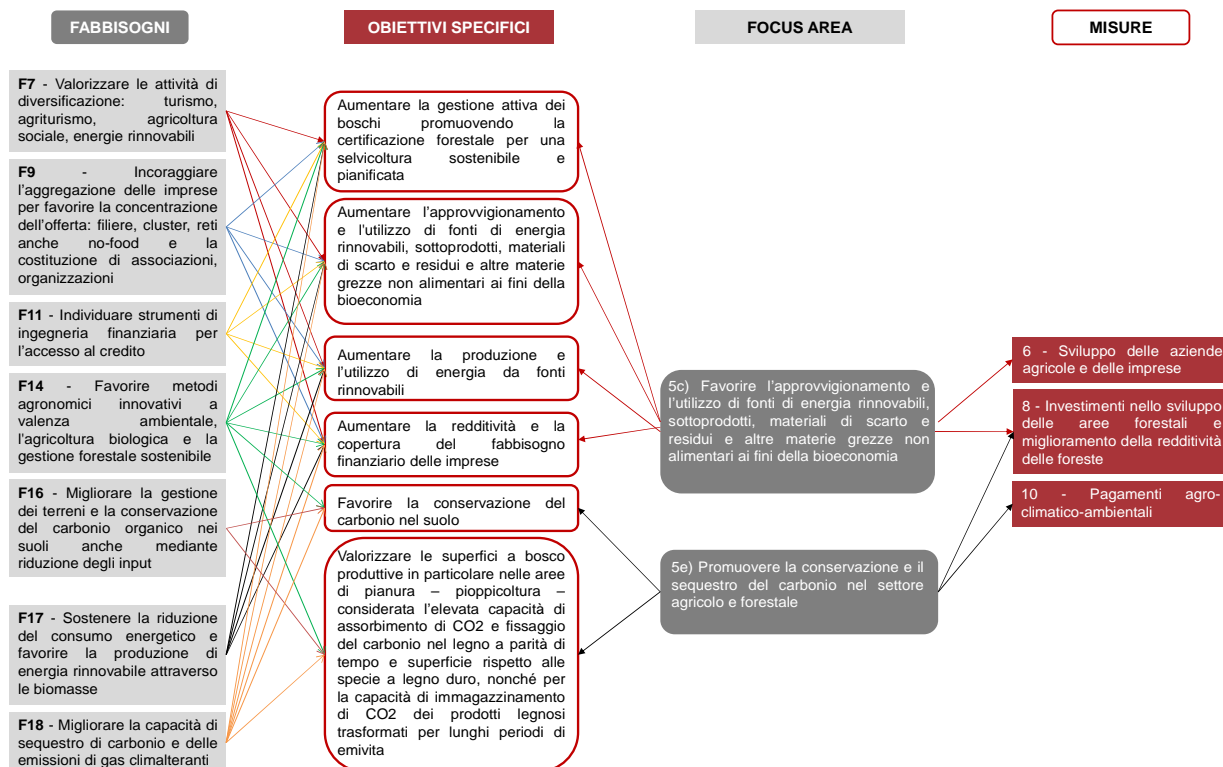 FABBISOGNI
OBIETTIVI SPECIFICI
FOCUS AREA
MISURE
F7 - Valorizzare le attività di
diversificazione: turismo,
agriturismo, agricoltura
sociale, energie rinnovabili
F9 - Incoraggiare
l’aggregazione delle imprese
per favorire la concentrazione
dell’offerta: filiere, cluster, reti
anche no-food e la
costituzione di associazioni,
organizzazioni
F11 - Individuare strumenti di
ingegneria finanziaria per
l’accesso al credito
F14 - Favorire metodi
agronomici innovativi a
valenza ambientale,
l’agricoltura biologica e la
gestione forestale sostenibile
F16 - Migliorare la gestione
dei terreni e la conservazione
del carbonio organico nei
suoli anche mediante
riduzione degli input
F17 - Sostenere la riduzione
del consumo energetico e
favorire la produzione di
energia rinnovabile attraverso
le biomasse
F18 - Migliorare la capacità di
sequestro di carbonio e delle
emissioni di gas climalteranti
Aumentare la gestione attiva dei
boschi promuovendo la
certificazione forestale per una
selvicoltura sostenibile e
pianificata
Aumentare l’approvvigionamento
e l’utilizzo di fonti di energia
rinnovabili, sottoprodotti, materiali
di scarto e residui e altre materie
grezze non alimentari ai fini della
bioeconomia
Aumentare la produzione e
l’utilizzo di energia da fonti
rinnovabili
Aumentare la redditività e la
copertura del fabbisogno
finanziario delle imprese
Favorire la conservazione del
carbonio nel suolo
Valorizzare le superfici a bosco
produttive in particolare nelle aree
di pianura – pioppicoltura –
considerata l’elevata capacità di
assorbimento di CO2 e fissaggio
del carbonio nel legno a parità di
tempo e superficie rispetto alle
specie a legno duro, nonché per
la capacità di immagazzinamento
di CO2 dei prodotti legnosi
trasformati per lunghi periodi di
emivita
5c) Favorire l’approvvigionamento e
l’utilizzo di fonti di energia rinnovabili,
sottoprodotti, materiali di scarto e
residui e altre materie grezze non
alimentari ai fini della bioeconomia
5e) Promuovere la conservazione e il
sequestro del carbonio nel settore
agricolo e forestale
6 - Sviluppo delle aziende
agricole e delle imprese
8 - Investimenti nello sviluppo
delle aree forestali e
miglioramento della redditività
delle foreste
10 - Pagamenti agro-
climatico-ambientali